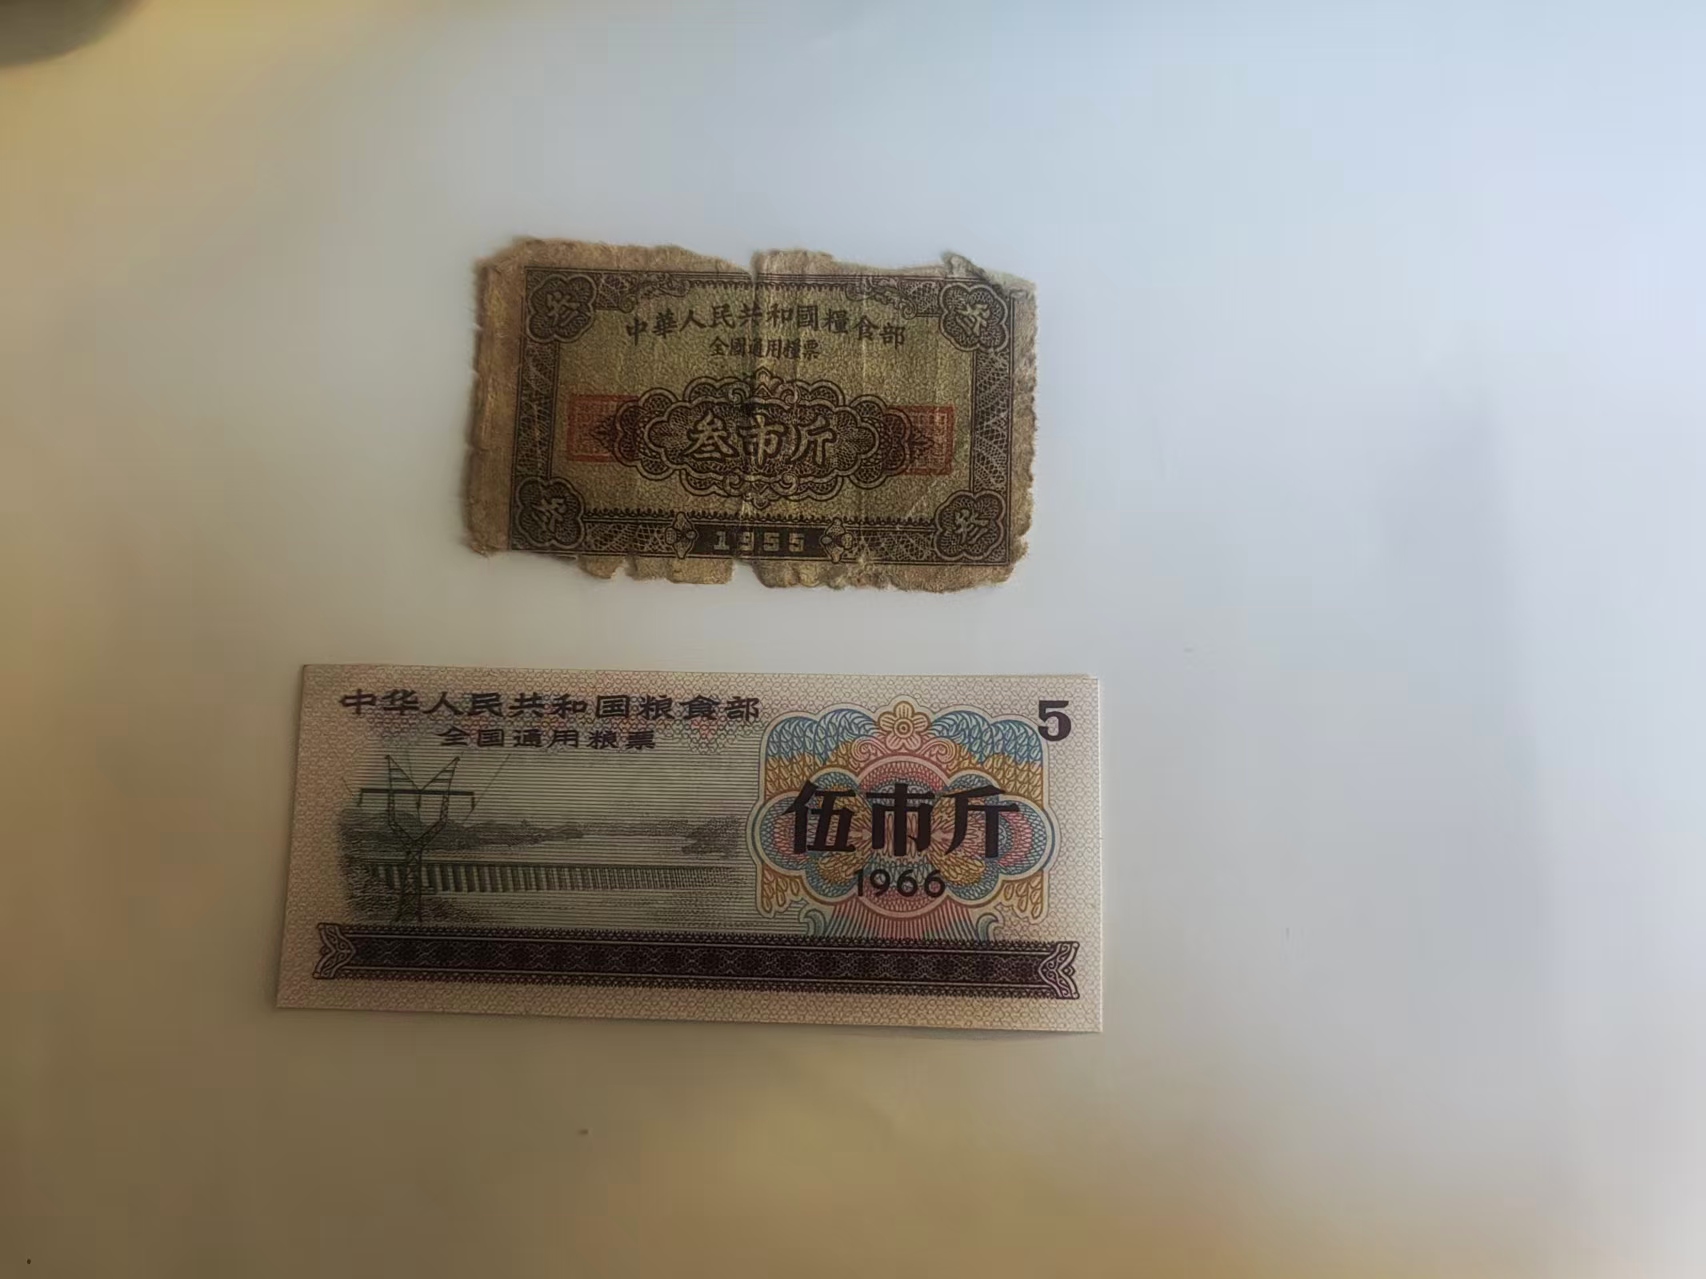 中華人民共和國糧食部
全國通用糧票
叁市斤
1955
中华人民共和国粮食部
5
全国通用粮票
伍市斤
1966